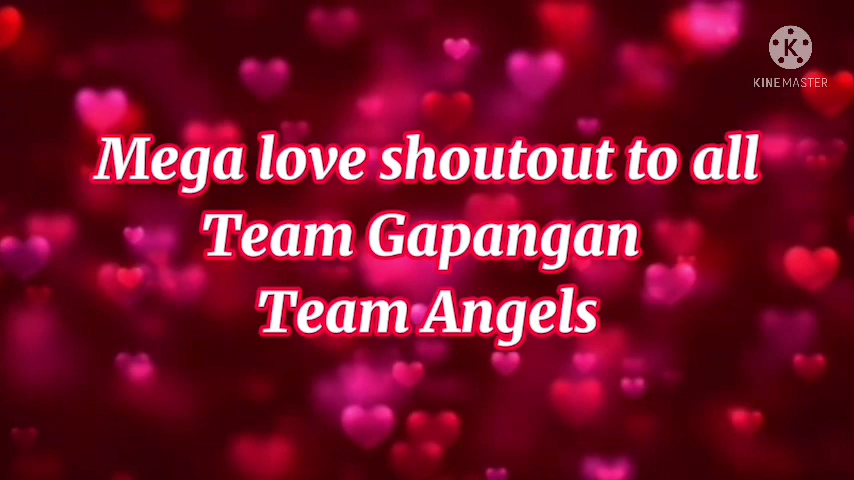 KINEMASTER
Mega love shoutout to all
Team Gapangan
Team Angels